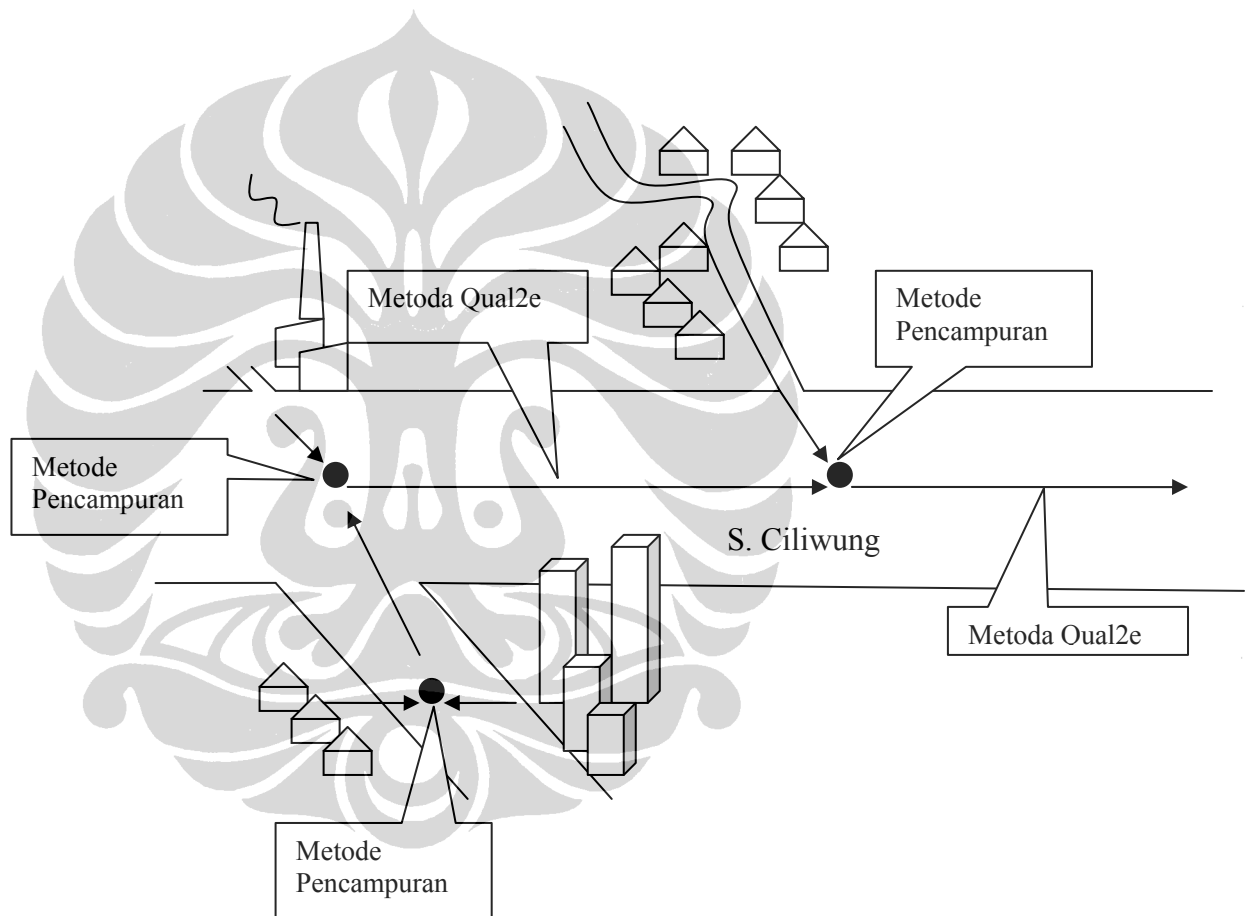 Metoda Qual2e
Metode
Pencampuran
Metode
Pencampuran
S. Ciliwung
Metoda Oual2e
Metode
Pencampuran